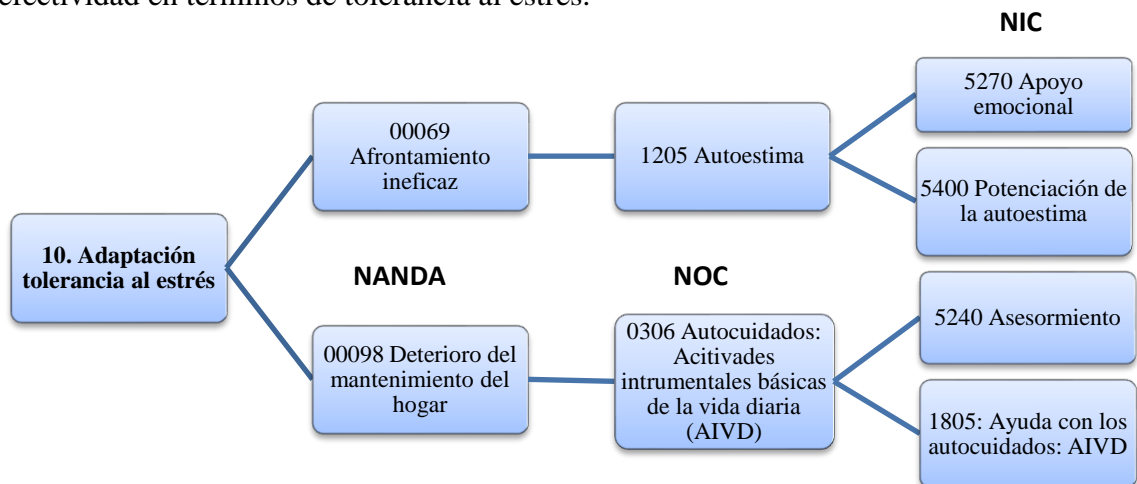 efectividad en términos de tolerancia al estrés.
NIC
5270 Apoyo
emocional
00069
Afrontamiento
ineficaz
1205 Autoestima
5400 Potenciación de
la autoestima
10. Adaptación
tolerancia al estrés
NANDA
NOC
5240 Asesormiento
00098 Deterioro del
mantenimiento del
hogar
0306 Autocuidados:
Acitivades
intrumentales básicas
de la vida diaria
(AIVD)
1805: Ayuda con los
autocuidados: AIVD